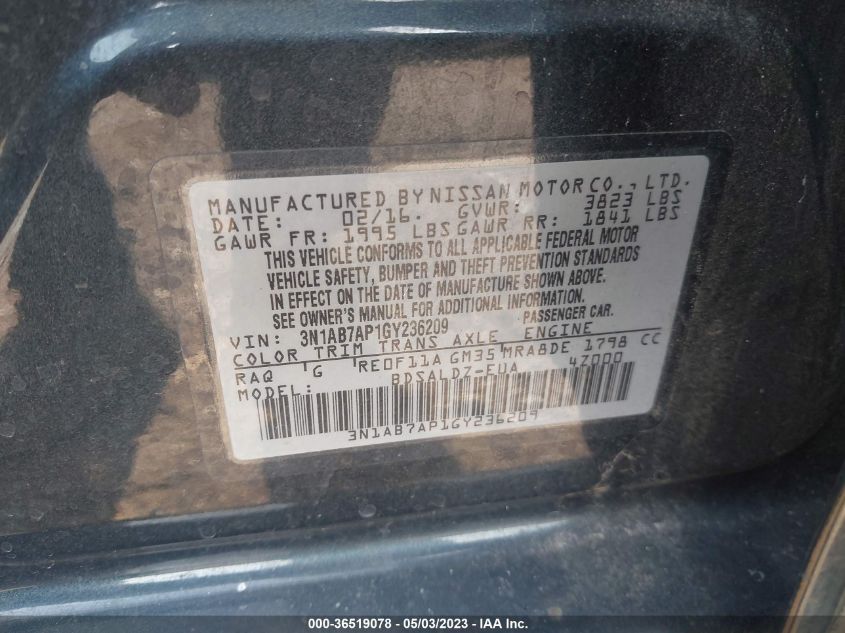 MANUFACTURED BY NISSAN MOTOR CO., LTD.
DATE: 02/16. GVWR: 3823 LBS
GAWR FR: 1995 LBS GAWR RR: 1841 LBS
THIS VEHICLE CONFORMS TO ALL APPLICABLE FEDERAL MOTOR
VEHICLE SAFETY, BUMPER AND THEFT PREVENTION STANDARDS
IN EFFECT ON THE DATE OF MANUFACTURE SHOWN ABOVE.
SEE OWNER'S MANUAL FOR ADDITIONAL INFORMATION.
VIN: 3N1AB7AP1GY236209 PASSENGER CAR.
COLOR TRIM TRANS AXLE ENGINE
RAQ G RE0F11A GM35 MRA8DE 1798 CC
MODEL: BDSALDZ-EUA 4Z000
3N1AB7AP1GY236209
000-36519078 - 05/03/2023 - IAA Inc.